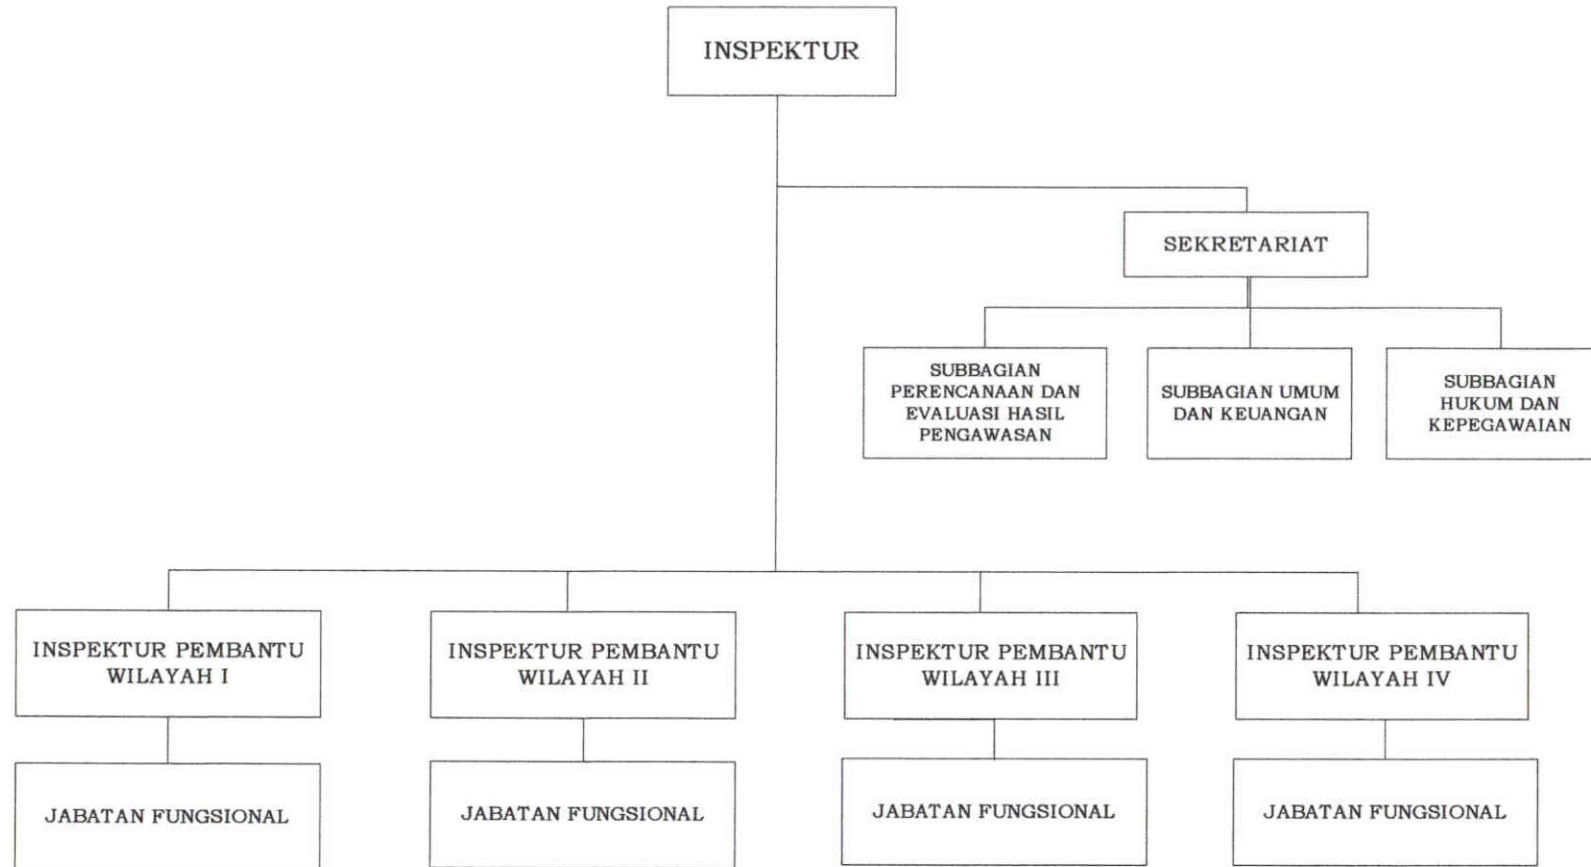 INSPEKTUR
SEKRETARIAT
SUBBAGIAN
PERENCANAAN DAN
EVALUASI HASIL
PENGAWASAN
SUBBAGIAN UMUM
DAN KEUANGAN
SUBBAGIAN
HUKUM DAN
KEPEGAWAIAN
INSPEKTUR PEMBANTU
WILAYAH I
INSPEKTUR PEMBANTU
WILAYAH II
INSPEKTUR PEMBANTU
WILAYAH III
INSPEKTUR PEMBANTU
WILAYAH IV
JABATAN FUNGSIONAL
JABATAN FUNGSIONAL
JABATAN FUNGSIONAL
JABATAN FUNGSIONAL